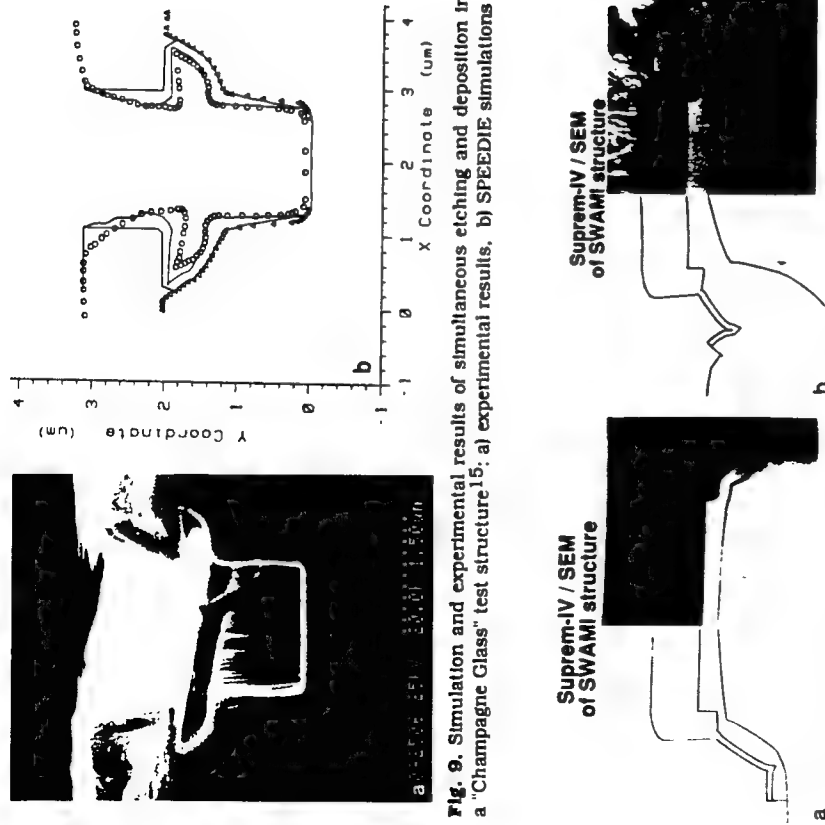 a
b
4
3
2
1
0
-1
Y Coordinate (um)
-1
0
1
2
3
4
X Coordinate (um)
Fig. 9. Simulation and experimental results of simultaneous etching and deposition in
a "Champagne Glass" test structure15: a) experimental results, b) SPEEDIE simulations
Suprem-IV / SEM
of SWAMI structure
a
Suprem-IV / SEM
of SWAMI structure
b